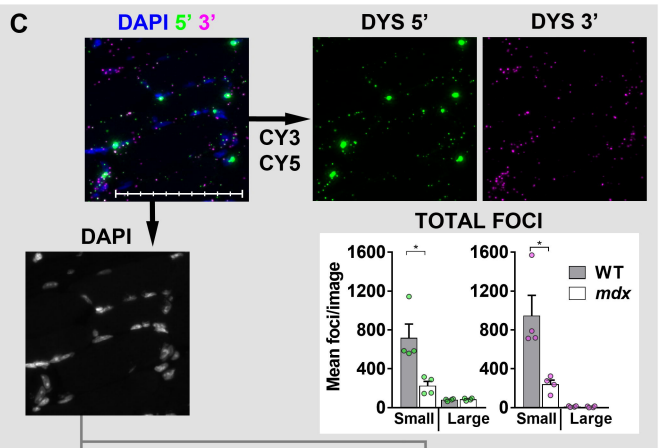 C
DAPI 5’ 3’
DYS 5’
DYS 3’
CY3
CY5
DAPI
TOTAL FOCI
Mean foci/image
1600
1200
800
400
0
*
Small
Large
1600
1200
800
400
0
*
Small
Large
WT
mdx